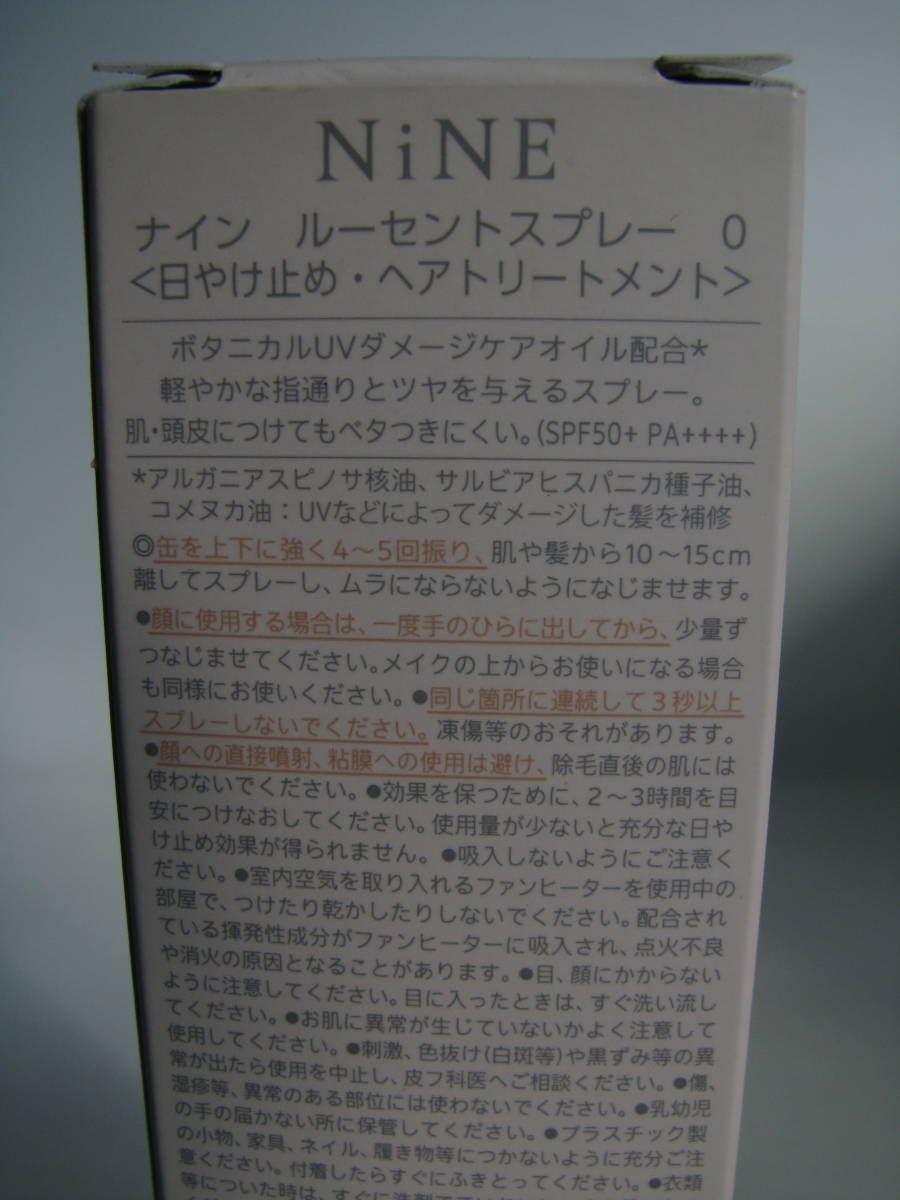 NiNE
ナイン　ルーセントスプレー　0
<日やけ止め・ヘアトリートメント>
ボタニカルUVダメージケアオイル配合*
軽やかな指通りとツヤを与えるスプレー。
肌・頭皮につけてもベタつきにくい。(SPF50+ PA++++)
*アルガニアスピノサ核油、サルビアヒスパニカ種子油、
コメヌカ油：UVなどによってダメージした髪を補修
◎缶を上下に強く4〜5回振り、肌や髪から10〜15cm
離してスプレーし、ムラにならないようになじませます。
●顔に使用する場合は、一度手のひらに出してから、少量ず
つなじませてください。メイクの上からお使いになる場合
も同様にお使いください。●同じ箇所に連続して3秒以上
スプレーしないでください。凍傷等のおそれがあります。
●顔への直接噴射、粘膜への使用は避け、除毛直後の肌には
使わないでください。●効果を保つために、2〜3時間を目
安につけなおしてください。使用量が少ないと充分な日や
け止め効果が得られません。●吸入しないようにご注意く
ださい。●室内空気を取り入れるファンヒーターを使用中の
部屋で、つけたり乾かしたりしないでください。配合され
ている揮発性成分がファンヒーターに吸入され、点火不良
や消火の原因となることがあります。●目、顔にかからない
ように注意してください。目に入ったときは、すぐ洗い流し
てください。●お肌に異常が生じていないかよく注意して
使用してください。●刺激、色抜け(白斑等)や黒ずみ等の異
常が出たら使用を中止し、皮フ科医へご相談ください。●傷、
湿疹等、異常のある部位には使わないでください。●乳幼児
の手の届かない所に保管してください。●プラスチック製
の小物、家具、ネイル、履き物等につかないように充分ご注
意ください。付着したらすぐにふきとってください。●衣類
等についた時は、すぐに洗剤で